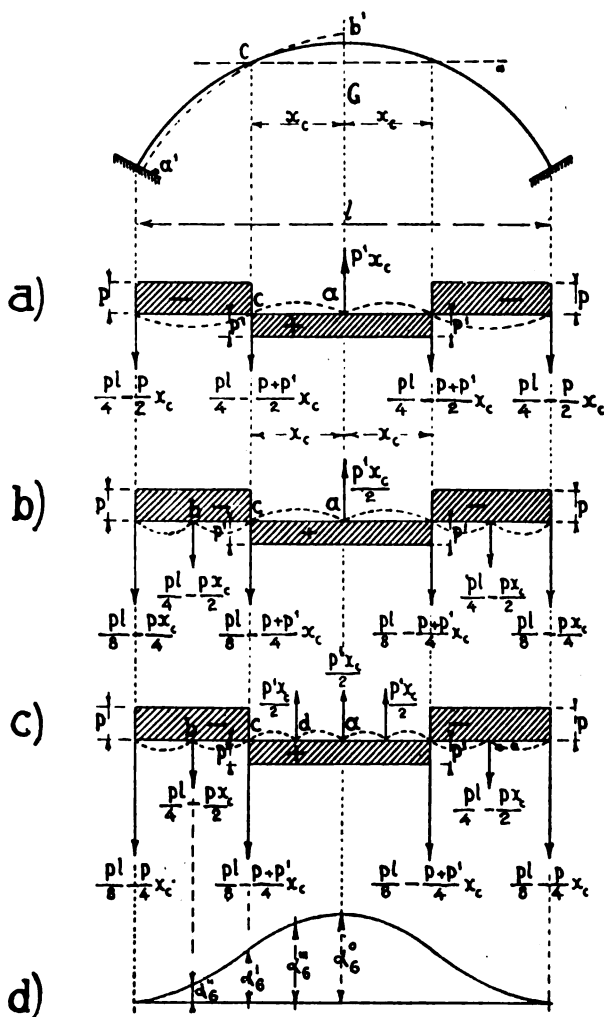 b'
C
G
x_c x_c
a'
l
a)
p'x_c
p − c a − p
p' + p'
pl/4 − p/2 x_c pl/4 − p+p'/2 x_c pl/4 − p+p'/2 x_c pl/4 − p/2 x_c
x_c x_c
b)
p'x_c/2
p − c a − p
b p' + p'
pl/4 − px_c/2 pl/4 − px_c/2
pl/8 − px_c/4 pl/8 − p+p'/4 x_c pl/8 − p+p'/4 x_c pl/8 − px_c/4
c)
p'x_c/2 p'x_c/2 p'x_c/2
p − c d a − p
b p' + p'
pl/4 − px_c/2 pl/4 − px_c/2
pl/8 − p/4 x_c pl/8 − p+p'/4 x_c pl/8 − p+p'/4 x_c pl/8 − p/4 x_c
d)